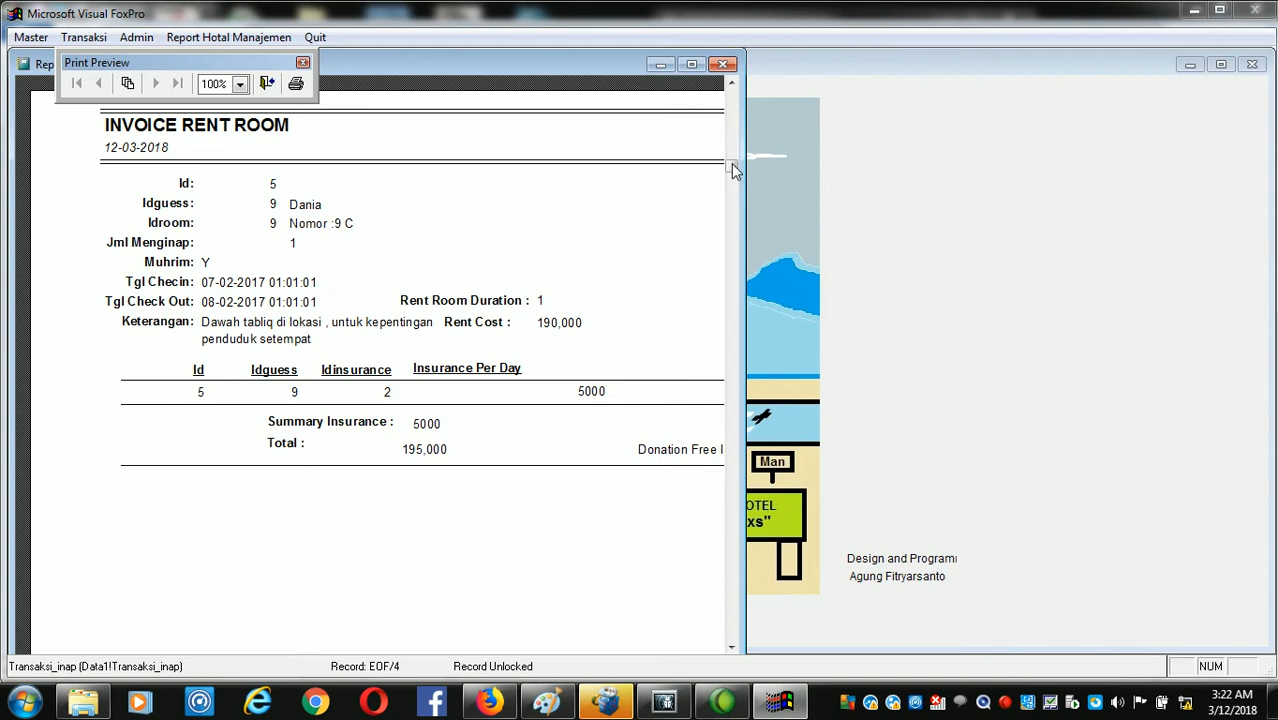 Microsoft Visual FoxPro
Master Transaksi Admin Report Hotal Manajemen Quit
Print Preview
100%
INVOICE RENT ROOM
12-03-2018
Id: 5
Idguess: 9 Dania
Idroom: 9 Nomor :9 C
Jml Menginap: 1
Muhrim: Y
Tgl Checin: 07-02-2017 01:01:01
Tgl Check Out: 08-02-2017 01:01:01 Rent Room Duration : 1
Keterangan: Dawah tabliq di lokasi , untuk kepentingan Rent Cost : 190,000
penduduk setempat
Id Idguess Idinsurance Insurance Per Day
5 9 2 5000
Summary Insurance : 5000
Total : 195,000 Donation Free
Man
Design and
Agung Fitryarsanto
Transaksi_inap (Data1!Transaksi_inap) Record: EOF/4 Record Unlocked NUM
3:22 AM
3/12/2018